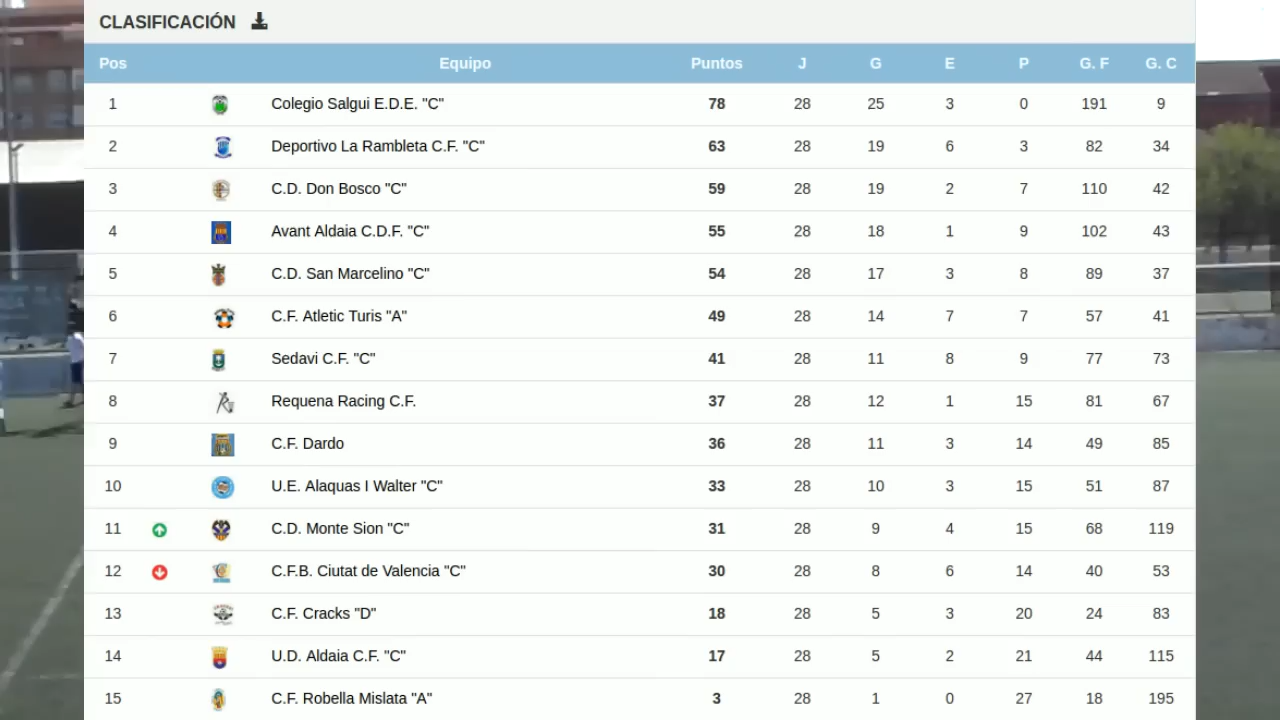 CLASIFICACIÓN
Pos Equipo Puntos J G E P G. F G. C
1 Colegio Salgui E.D.E. "C" 78 28 25 3 0 191 9
2 Deportivo La Rambleta C.F. "C" 63 28 19 6 3 82 34
3 C.D. Don Bosco "C" 59 28 19 2 7 110 42
4 Avant Aldaia C.D.F. "C" 55 28 18 1 9 102 43
5 C.D. San Marcelino "C" 54 28 17 3 8 89 37
6 C.F. Atletic Turis "A" 49 28 14 7 7 57 41
7 Sedavi C.F. "C" 41 28 11 8 9 77 73
8 Requena Racing C.F. 37 28 12 1 15 81 67
9 C.F. Dardo 36 28 11 3 14 49 85
10 U.E. Alaquas I Walter "C" 33 28 10 3 15 51 87
11 C.D. Monte Sion "C" 31 28 9 4 15 68 119
12 C.F.B. Ciutat de Valencia "C" 30 28 8 6 14 40 53
13 C.F. Cracks "D" 18 28 5 3 20 24 83
14 U.D. Aldaia C.F. "C" 17 28 5 2 21 44 115
15 C.F. Robella Mislata "A" 3 28 1 0 27 18 195